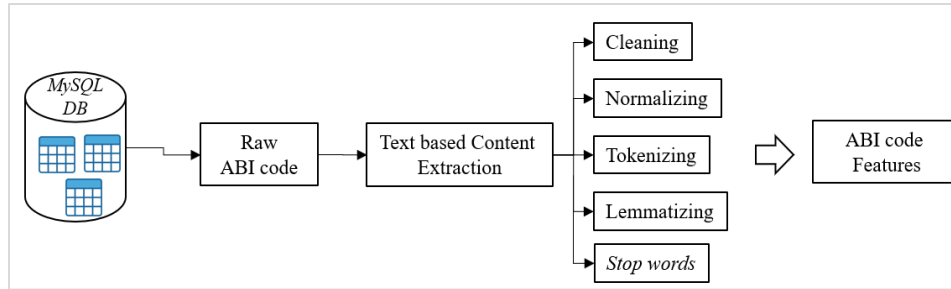 MySQL
DB
Raw
ABI code
Text based Content
Extraction
Cleaning
Normalizing
Tokenizing
Lemmatizing
Stop words
ABI code
Features